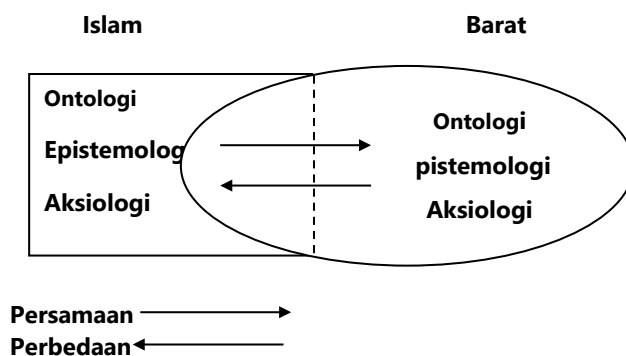 Islam
Barat
Ontologi
Epistemolog
Aksiologi
Ontologi
pistemologi
Aksiologi
Persamaan
Perbedaan